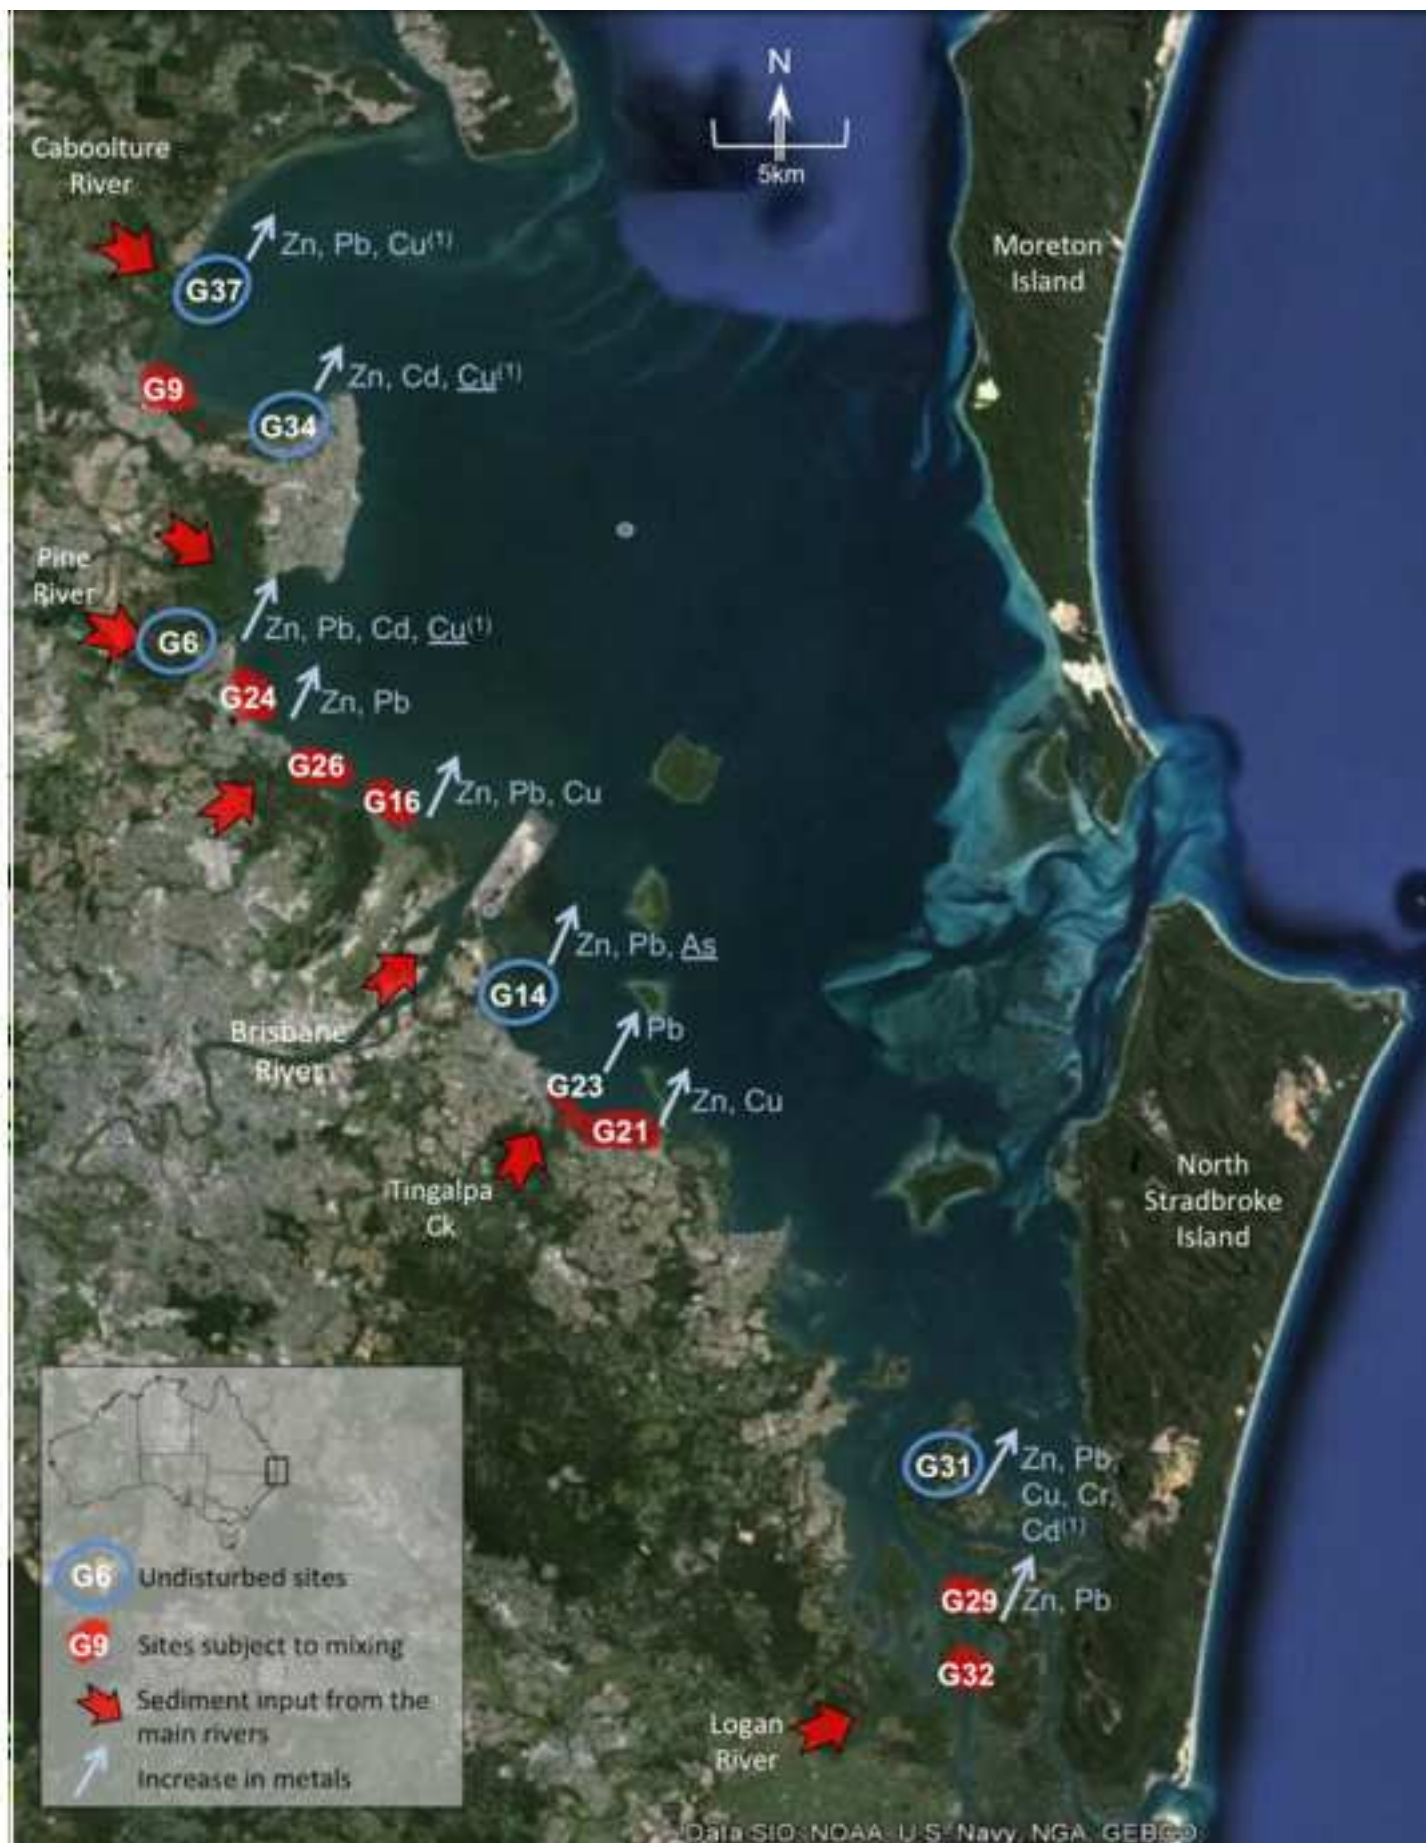 N
5km
Caboolture
River
Zn, Pb, Cu(1)
G37
Moreton
Island
Zn, Cd, Cu(1)
G9
G34
Pine
River
Zn, Pb, Cd, Cu(1)
G6
G24
Zn, Pb
G26
G16
Zn, Pb, Cu
Zn, Pb, As
G14
Brisbane
River
Pb
G23
Zn, Cu
G21
Tingalpa
Ck
North
Stradbroke
Island
G31
Zn, Pb,
Cu, Cr,
Cd(1)
G29
Zn, Pb
G32
Logan
River
G6 Undisturbed sites
G9 Sites subject to mixing
Sediment input from the
main rivers
Increase in metals
Data SIO, NOAA, U.S. Navy, NGA, GEBCO